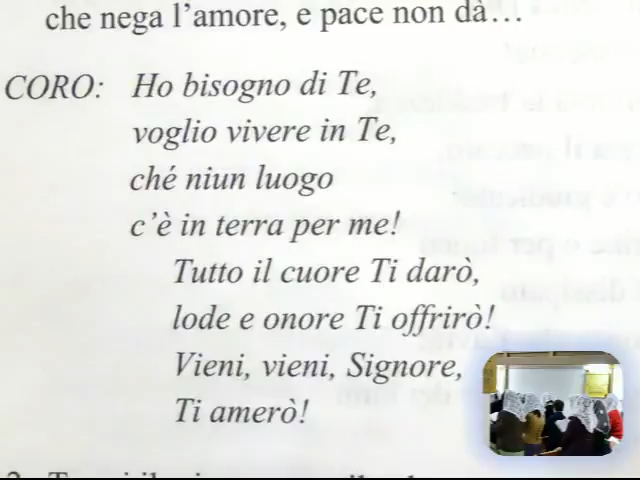 che nega l’amore, e pace non dà…
CORO: Ho bisogno di Te,
voglio vivere in Te,
ché niun luogo
c’è in terra per me!
Tutto il cuore Ti darò,
lode e onore Ti offrirò!
Vieni, vieni, Signore,
Ti amerò!